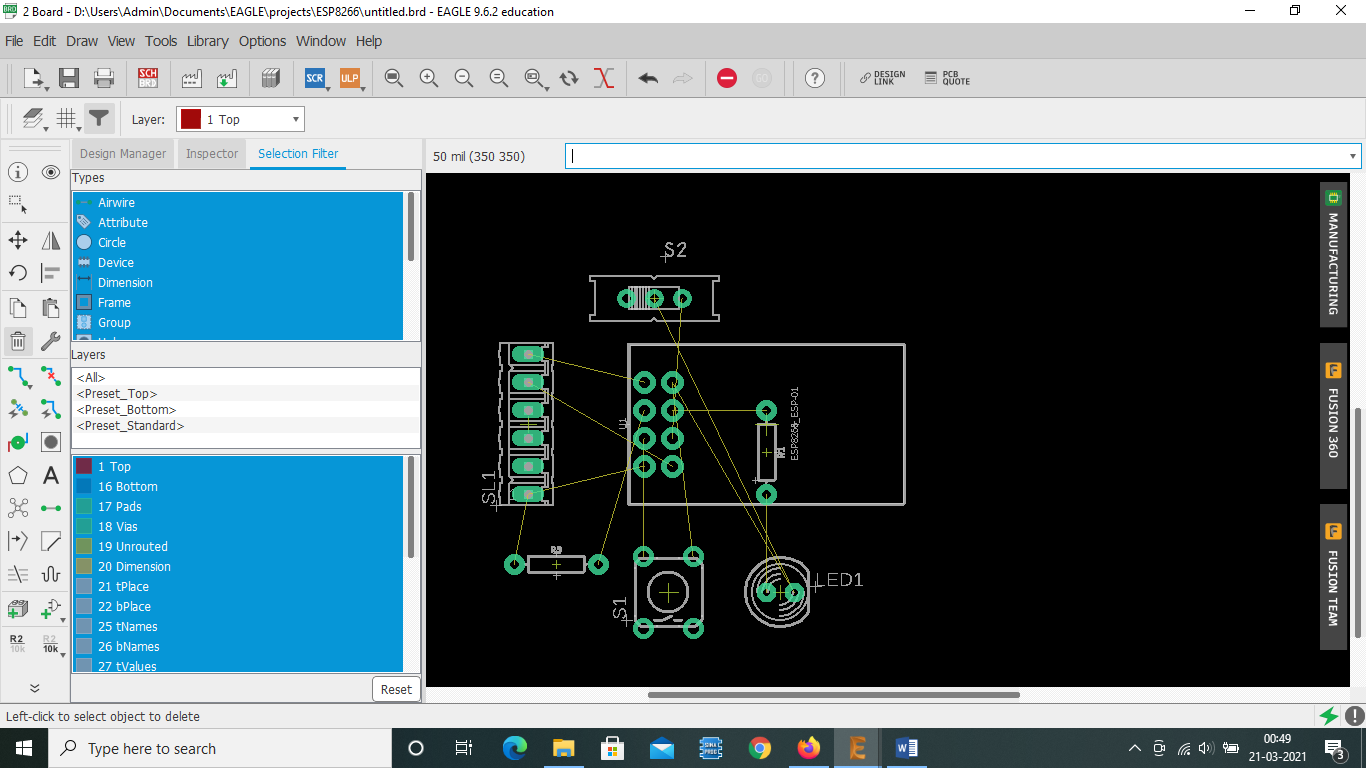 2 Board - D:\Users\Admin\Documents\EAGLE\projects\ESP8266\untitled.brd - EAGLE 9.6.2 education
File Edit Draw View Tools Library Options Window Help
SCH
BRD
SCR
ULP
GO
DESIGN
LINK
PCB
QUOTE
Layer:
1 Top
Design Manager
Inspector
Selection Filter
50 mil (350 350)
Types
Airwire
Attribute
Circle
Device
Dimension
Frame
Group
Layers
<All>
<Preset_Top>
<Preset_Bottom>
<Preset_Standard>
1 Top
16 Bottom
17 Pads
18 Vias
19 Unrouted
20 Dimension
21 tPlace
22 bPlace
25 tNames
26 bNames
27 tValues
Reset
R2
10k
R2
10k
S2
SL1
U1
ESP8266_ESP-01
S1
LED1
MANUFACTURING
FUSION 360
FUSION TEAM
Left-click to select object to delete
Type here to search
00:49
21-03-2021
3